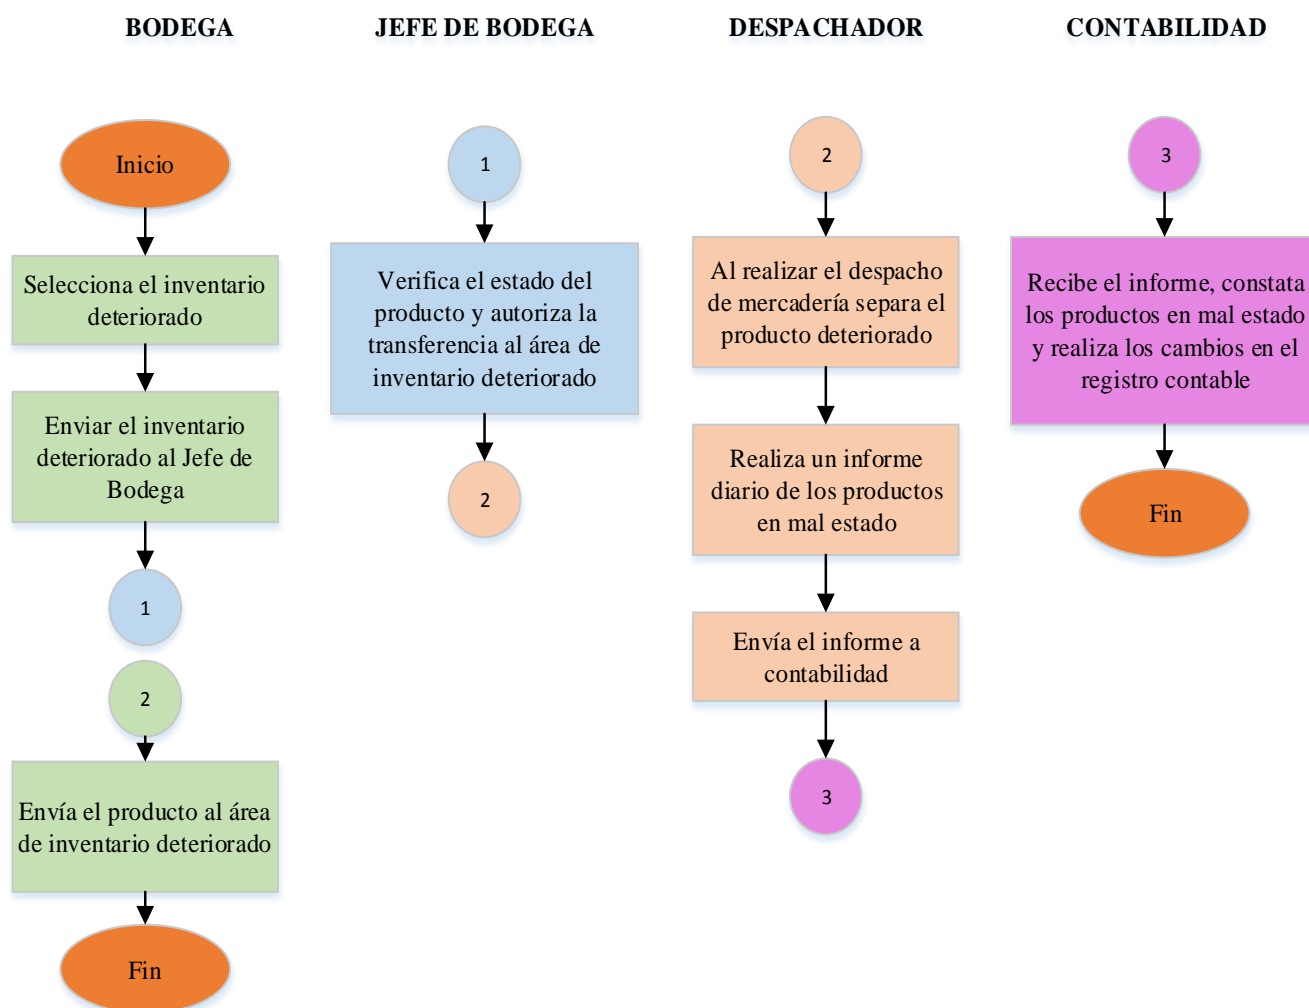 BODEGA
JEFE DE BODEGA
DESPACHADOR
CONTABILIDAD
Inicio
Selecciona el inventario
deteriorado
Enviar el inventario
deteriorado al Jefe de
Bodega
1
2
Envía el producto al área
de inventario deteriorado
Fin
1
Verifica el estado del
producto y autoriza la
transferencia al área de
inventario deteriorado
2
2
Al realizar el despacho
de mercadería separa el
producto deteriorado
Realiza un informe
diario de los productos
en mal estado
Envía el informe a
contabilidad
3
3
Recibe el informe, constata
los productos en mal estado
y realiza los cambios en el
registro contable
Fin